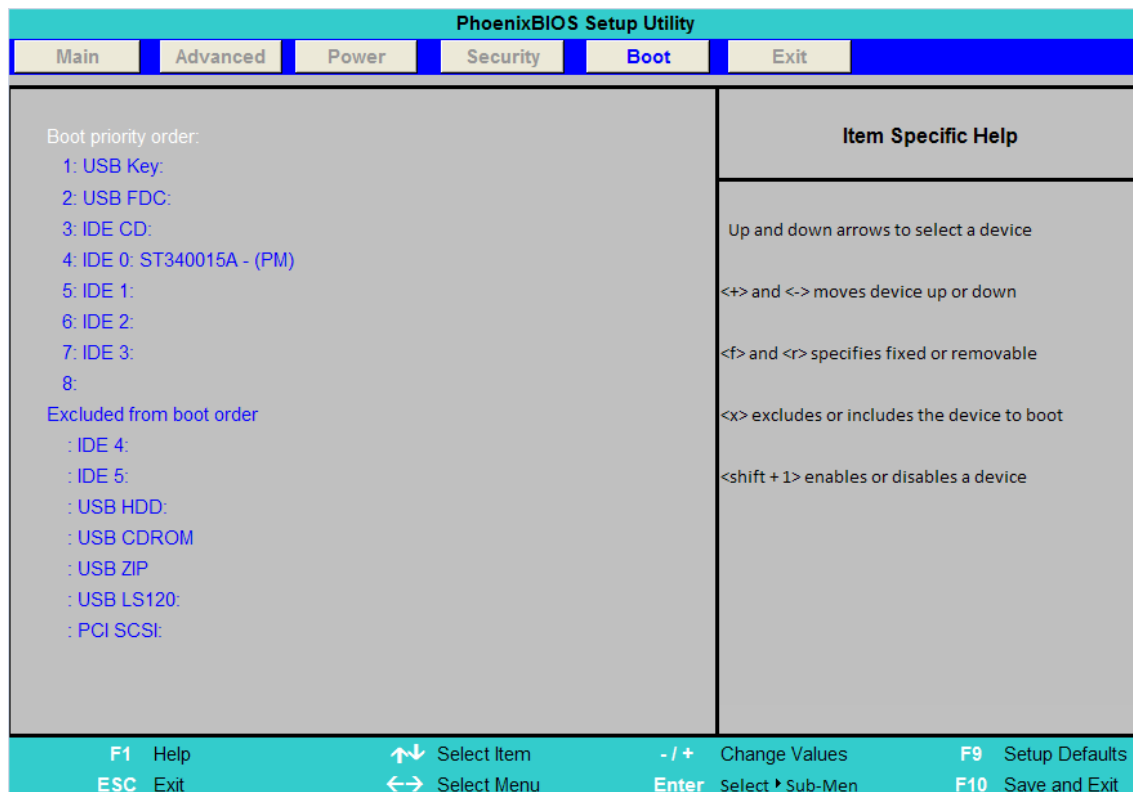 PhoenixBIOS Setup Utility
Main Advanced Power Security Boot Exit
Boot priority order:
1: USB Key:
2: USB FDC:
3: IDE CD:
4: IDE 0: ST340015A - (PM)
5: IDE 1:
6: IDE 2:
7: IDE 3:
8:
Excluded from boot order
: IDE 4:
: IDE 5:
: USB HDD:
: USB CDROM
: USB ZIP
: USB LS120:
: PCI SCSI:
Item Specific Help
Up and down arrows to select a device
<+> and <-> moves device up or down
<f> and <r> specifies fixed or removable
<x> excludes or includes the device to boot
<shift + 1> enables or disables a device
F1 Help ↑↓ Select Item - / + Change Values F9 Setup Defaults
ESC Exit ←→ Select Menu Enter Select ▸ Sub-Men F10 Save and Exit